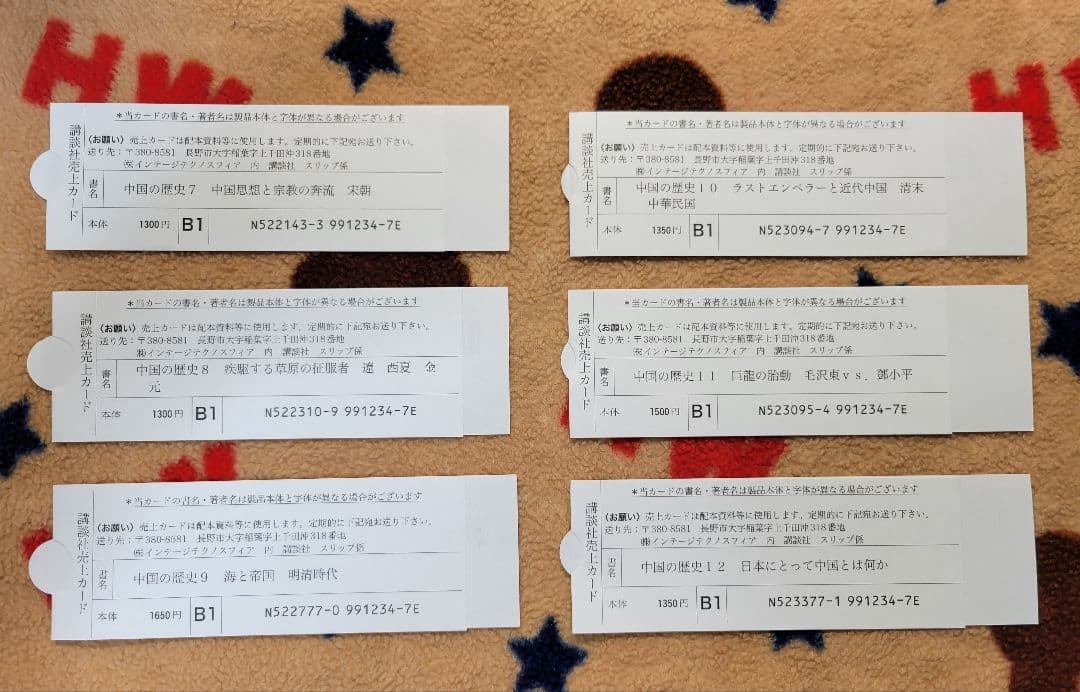 HW
HW
講談社売上カード
＊当カードの書名・著者名は製品本体と字体が異なる場合がございます
〈お願い〉売上カードは配本資料等に使用します。定期的に下記宛お送り下さい。
送り先：〒380-8581　長野市大字稲葉字上千田沖318番地
㈱インテージテクノスフィア　内　講談社　スリップ係
書名　中国の歴史７　中国思想と宗教の奔流　宋朝
本体　1300円　B1　N522143-3 991234-7E
講談社売上カード
＊当カードの書名・著者名は製品本体と字体が異なる場合がございます
〈お願い〉売上カードは配本資料等に使用します。定期的に下記宛お送り下さい。
送り先：〒380-8581　長野市大字稲葉字上千田沖318番地
㈱インテージテクノスフィア　内　講談社　スリップ係
書名　中国の歴史８　疾駆する草原の征服者　遼　西夏　金
元
本体　1300円　B1　N522310-9 991234-7E
講談社売上カード
＊当カードの書名・著者名は製品本体と字体が異なる場合がございます
〈お願い〉売上カードは配本資料等に使用します。定期的に下記宛お送り下さい。
送り先：〒380-8581　長野市大字稲葉字上千田沖318番地
㈱インテージテクノスフィア　内　講談社　スリップ係
書名　中国の歴史９　海と帝国　明清時代
本体　1650円　B1　N522777-0 991234-7E
講談社売上カード
＊当カードの書名・著者名は製品本体と字体が異なる場合がございます
〈お願い〉売上カードは配本資料等に使用します。定期的に下記宛お送り下さい。
送り先：〒380-8581　長野市大字稲葉字上千田沖318番地
㈱インテージテクノスフィア　内　講談社　スリップ係
書名　中国の歴史１０　ラストエンペラーと近代中国　清末
中華民国
本体　1350円　B1　N523094-7 991234-7E
講談社売上カード
＊当カードの書名・著者名は製品本体と字体が異なる場合がございます
〈お願い〉売上カードは配本資料等に使用します。定期的に下記宛お送り下さい。
送り先：〒380-8581　長野市大字稲葉字上千田沖318番地
㈱インテージテクノスフィア　内　講談社　スリップ係
書名　中国の歴史１１　巨龍の胎動　毛沢東ｖｓ．鄧小平
本体　1500円　B1　N523095-4 991234-7E
講談社売上カード
＊当カードの書名・著者名は製品本体と字体が異なる場合がございます
〈お願い〉売上カードは配本資料等に使用します。定期的に下記宛お送り下さい。
送り先：〒380-8581　長野市大字稲葉字上千田沖318番地
㈱インテージテクノスフィア　内　講談社　スリップ係
書名　中国の歴史１２　日本にとって中国とは何か
本体　1350円　B1　N523377-1 991234-7E